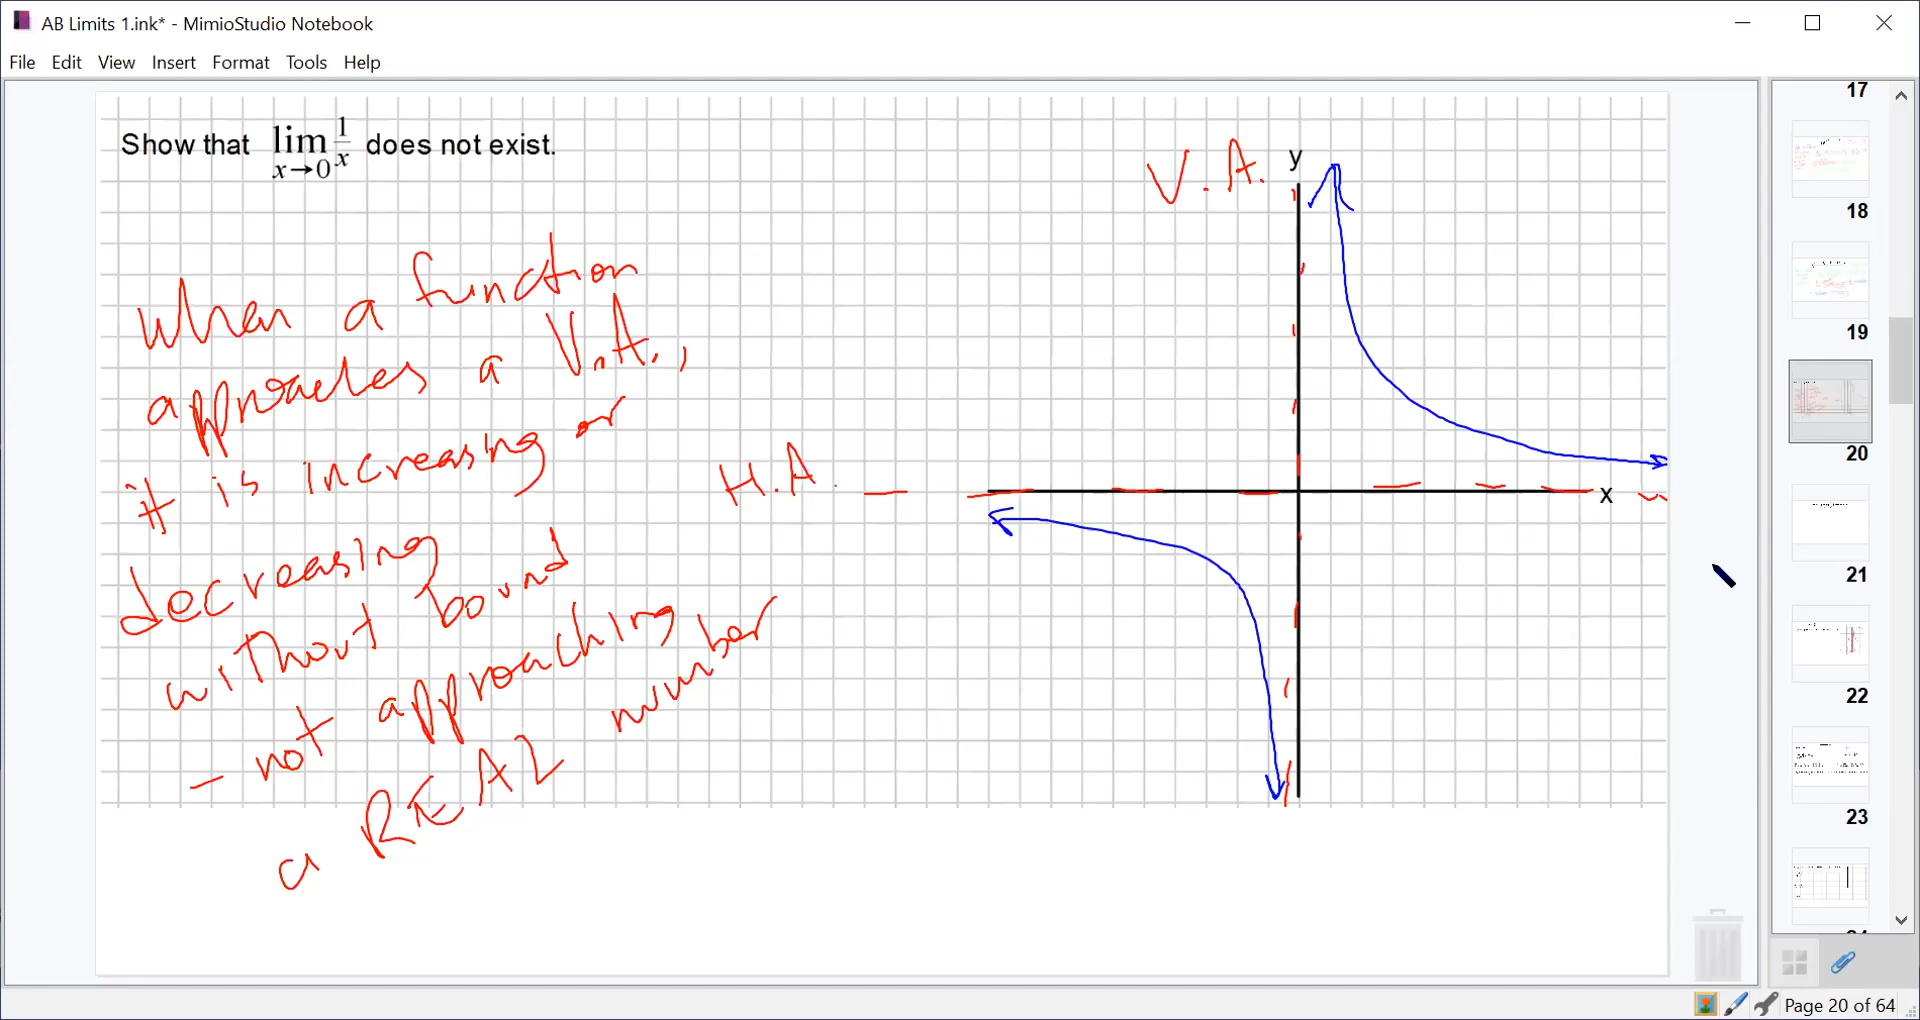 AB Limits 1.ink* - MimioStudio Notebook
File Edit View Insert Format Tools Help
Show that lim x→0 1/x does not exist.
When a function
approaches a V.A.,
it is increasing or
decreasing
without bound
- not approaching
a REAL number
V.A.
y
H.A.
x
17
18
19
20
21
22
23
Page 20 of 64